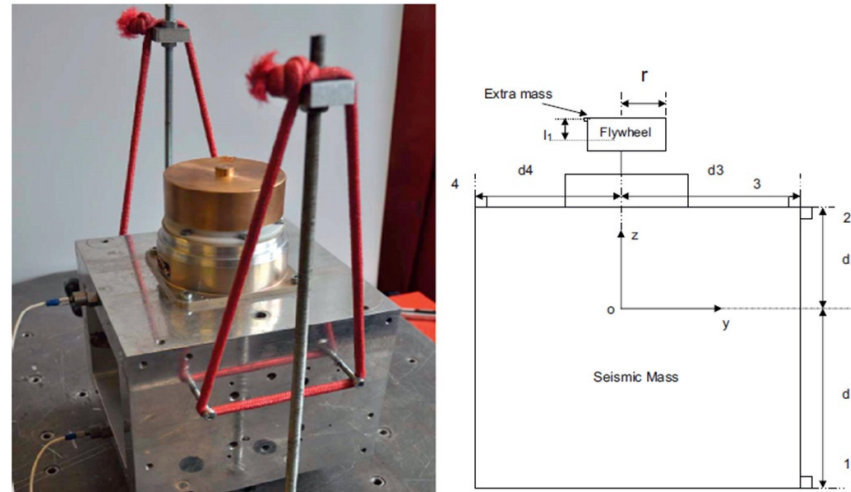 r
Extra mass
l₁
Flywheel
4
d4
d3
3
2
z
d
o
y
Seismic Mass
d
1